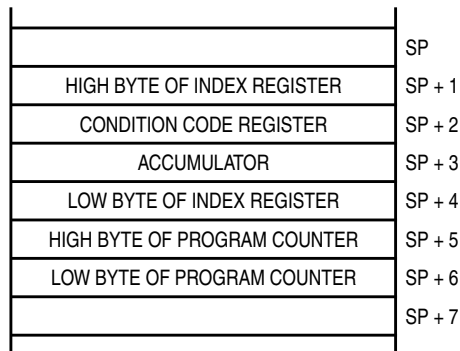 SP
HIGH BYTE OF INDEX REGISTER SP + 1
CONDITION CODE REGISTER SP + 2
ACCUMULATOR SP + 3
LOW BYTE OF INDEX REGISTER SP + 4
HIGH BYTE OF PROGRAM COUNTER SP + 5
LOW BYTE OF PROGRAM COUNTER SP + 6
SP + 7